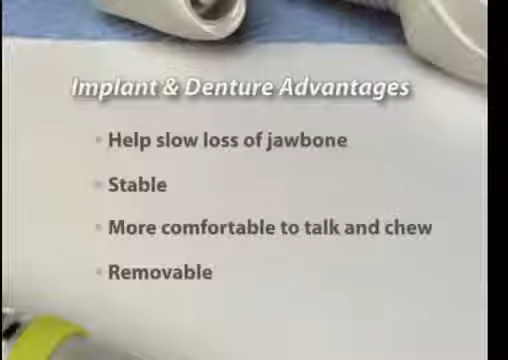 Implant & Denture Advantages
Help slow loss of jawbone
Stable
More comfortable to talk and chew
Removable